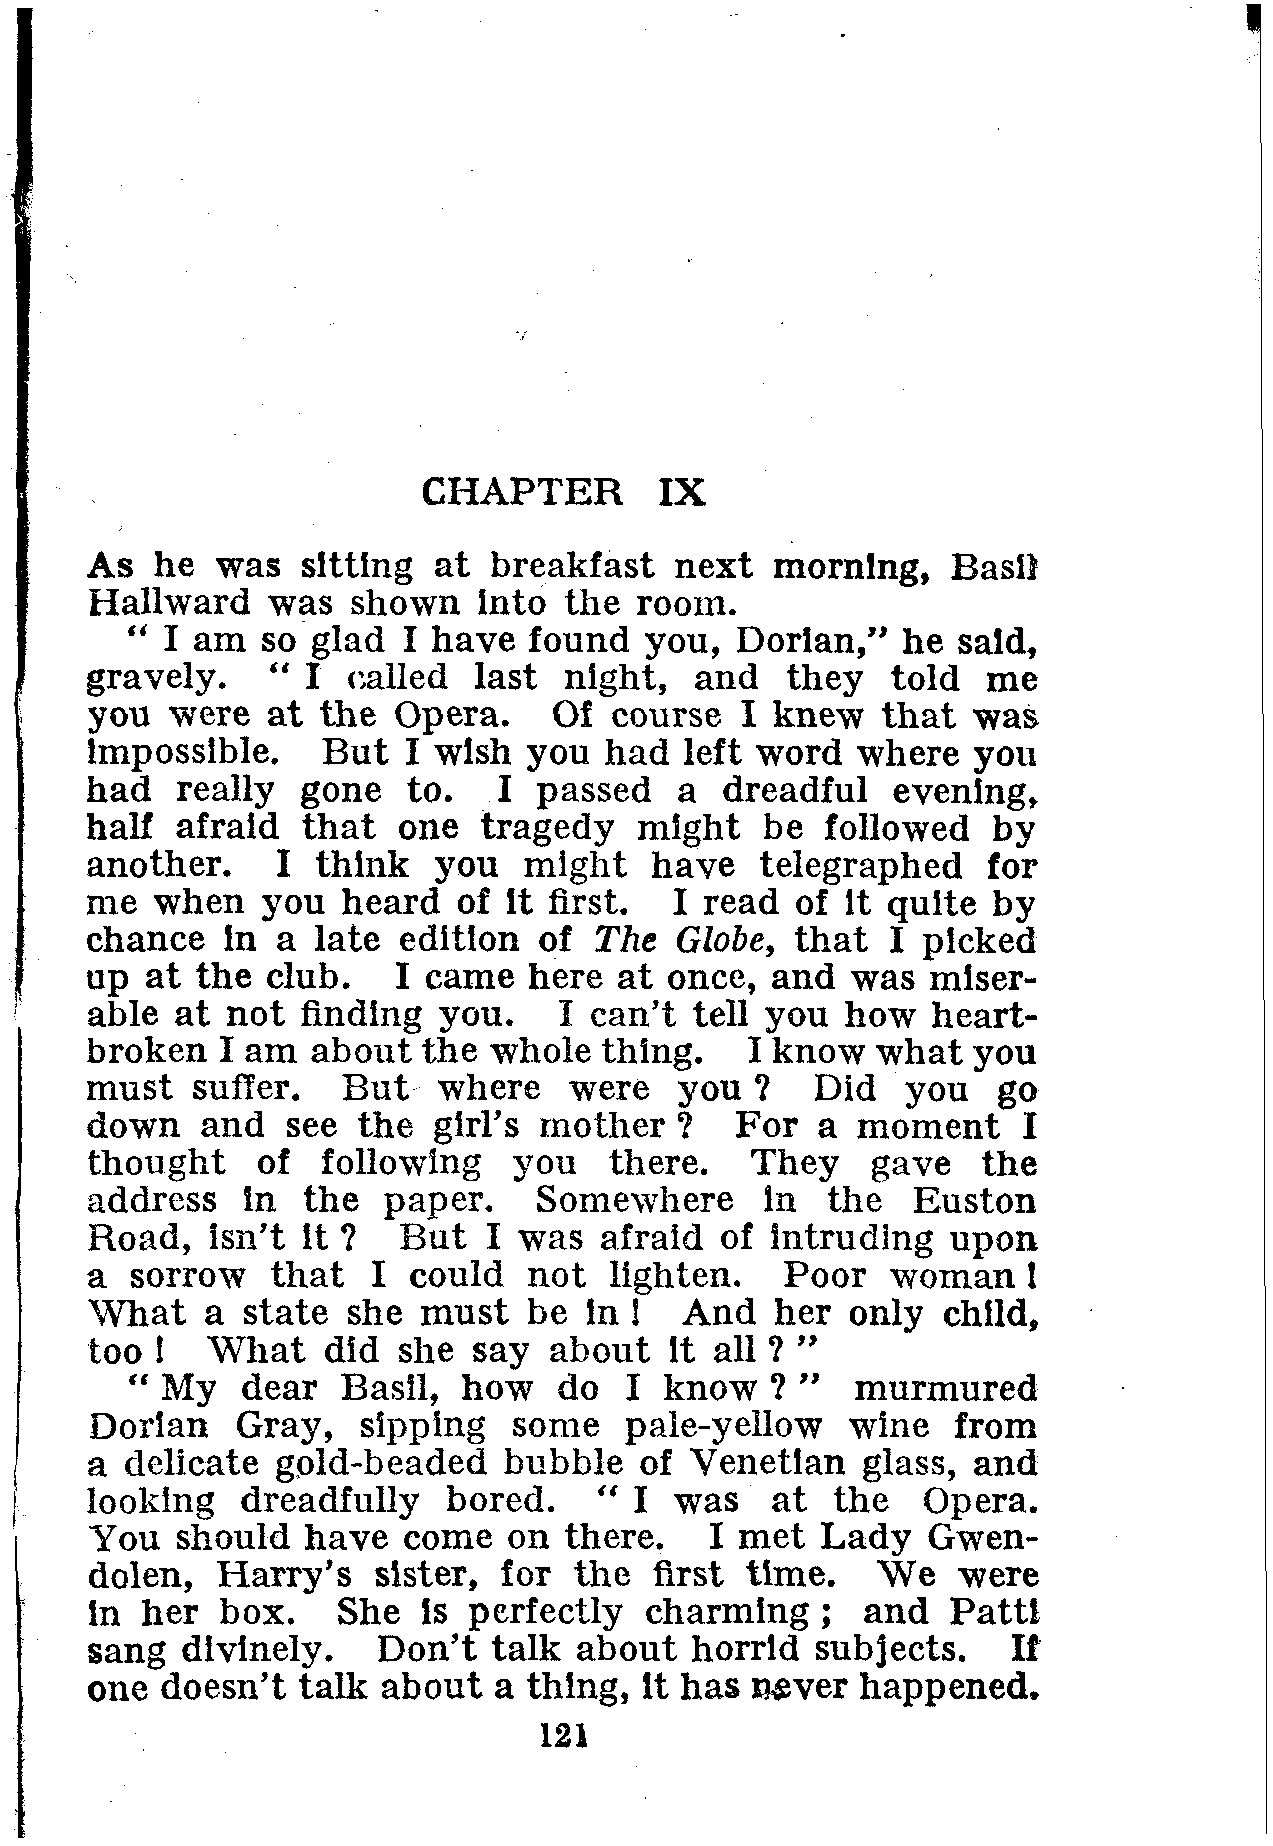 CHAPTER IX
As he was sitting at breakfast next morning, Basil
Hallward was shown into the room.
“ I am so glad I have found you, Dorian,” he said,
gravely. “ I called last night, and they told me
you were at the Opera. Of course I knew that was
impossible. But I wish you had left word where you
had really gone to. I passed a dreadful evening,
half afraid that one tragedy might be followed by
another. I think you might have telegraphed for
me when you heard of it first. I read of it quite by
chance in a late edition of The Globe, that I picked
up at the club. I came here at once, and was miser-
able at not finding you. I can't tell you how heart-
broken I am about the whole thing. I know what you
must suffer. But where were you ? Did you go
down and see the girl's mother ? For a moment I
thought of following you there. They gave the
address in the paper. Somewhere in the Euston
Road, isn't it ? But I was afraid of intruding upon
a sorrow that I could not lighten. Poor woman !
What a state she must be in ! And her only child,
too ! What did she say about it all ? ”
“ My dear Basil, how do I know ? ” murmured
Dorian Gray, sipping some pale-yellow wine from
a delicate gold-beaded bubble of Venetian glass, and
looking dreadfully bored. “ I was at the Opera.
You should have come on there. I met Lady Gwen-
dolen, Harry's sister, for the first time. We were
in her box. She is perfectly charming ; and Patti
sang divinely. Don't talk about horrid subjects. If
one doesn't talk about a thing, it has never happened.
121